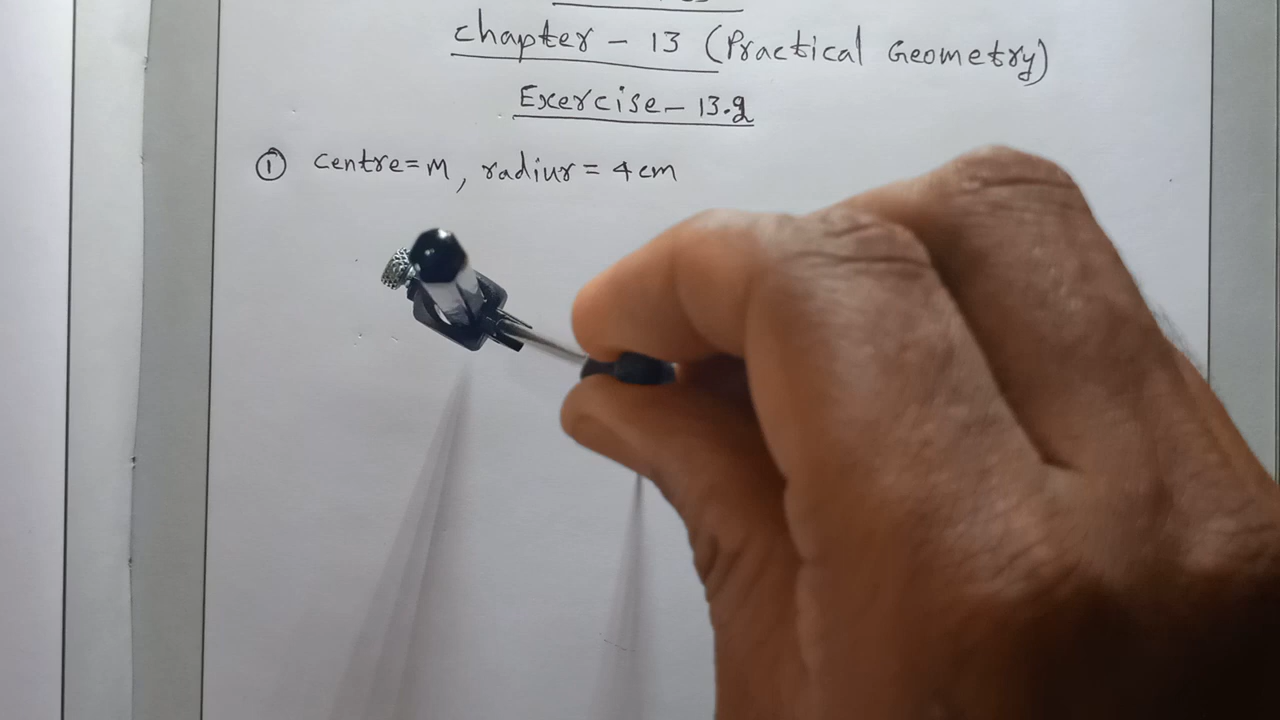 Chapter - 13 (Practical Geometry)
Exercise - 13.2
① Centre = M, radius = 4 cm